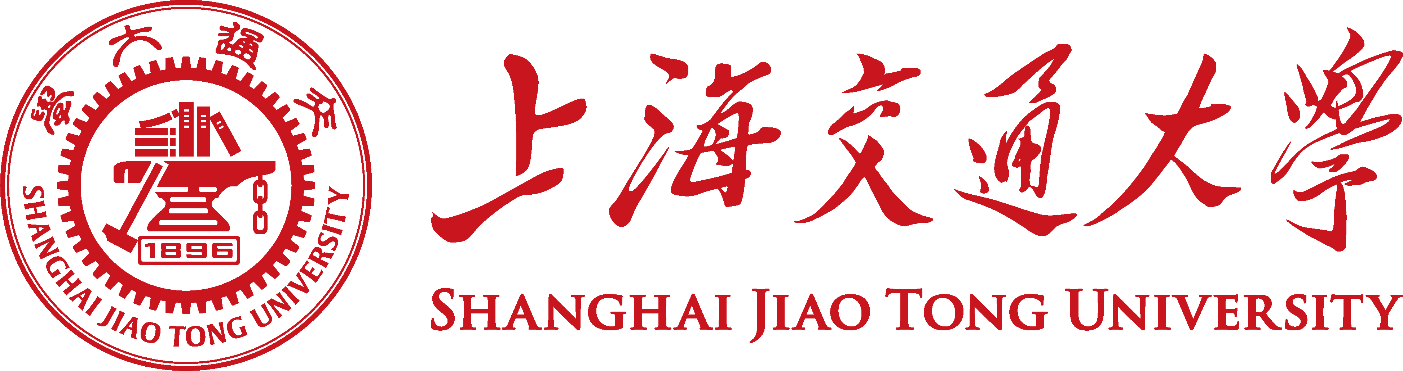 交通大學
1896
SHANGHAI JIAO TONG UNIVERSITY
上海交通大學
SHANGHAI JIAO TONG UNIVERSITY